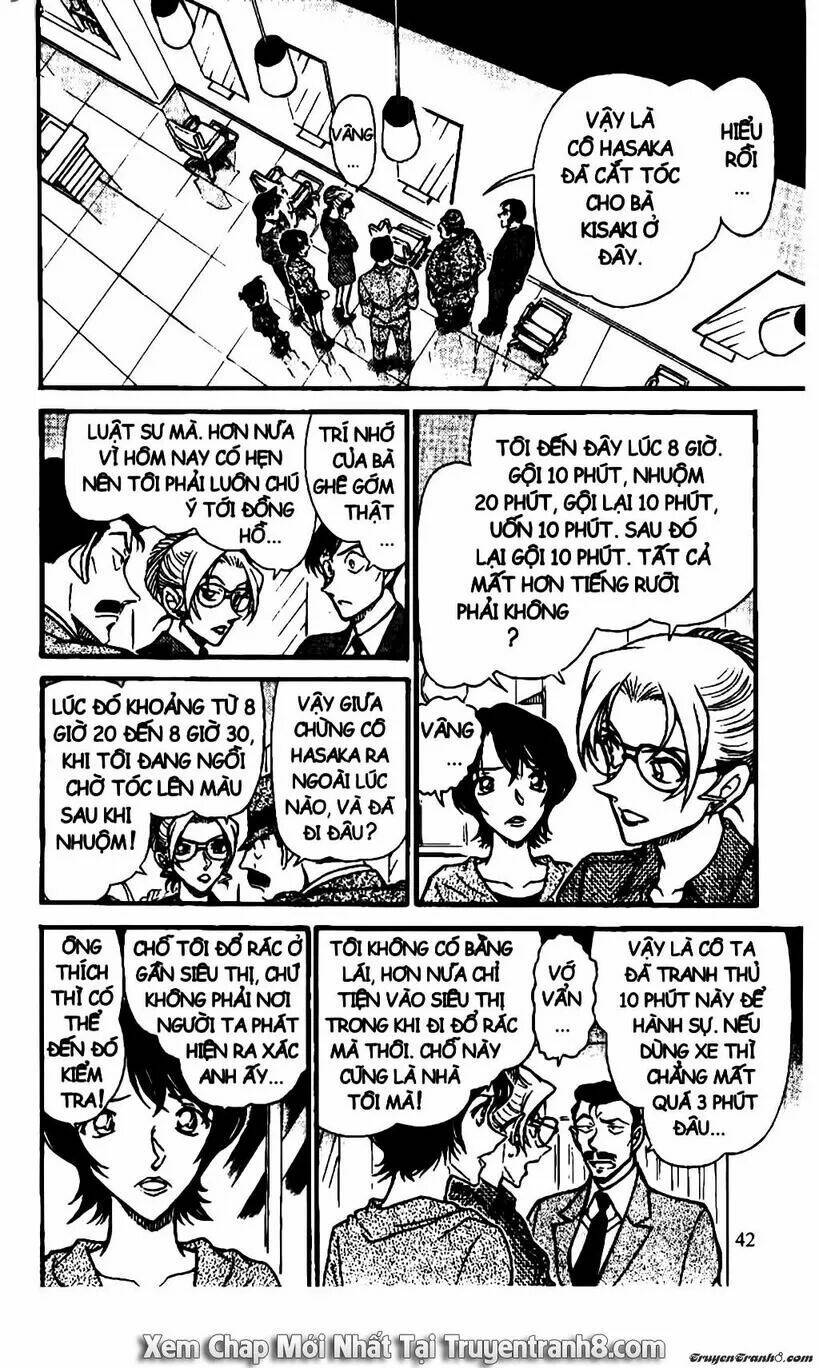 HIỂU
RỒI
...
VẬY LÀ
CÔ HASAKA
ĐÃ CẮT TÓC
CHO BÀ
KISAKI Ở
ĐÂY.
VÂNG
...
TÔI ĐẾN ĐÂY LÚC 8 GIỜ.
GỘI 10 PHÚT, NHUỘM
20 PHÚT, GỘI LẠI 10 PHÚT,
UỐN 10 PHÚT. SAU ĐÓ
LẠI GỘI 10 PHÚT. TẤT CẢ
MẤT HƠN TIẾNG RƯỠI
PHẢI KHÔNG
?
VÂNG
...
TRÍ NHỚ
CỦA BÀ
GHÊ GỚM
THẬT
...
LUẬT SƯ MÀ. HƠN NỮA
VÌ HÔM NAY CÓ HẸN
NÊN TÔI PHẢI LUÔN CHÚ
Ý TỚI ĐỒNG
HỒ...
VẬY GIỮA
CHỪNG CÔ
HASAKA RA
NGOÀI LÚC
NÀO, VÀ ĐÃ
ĐI ĐÂU?
LÚC ĐÓ KHOẢNG TỪ 8
GIỜ 20 ĐẾN 8 GIỜ 30,
KHI TÔI ĐANG NGỒI
CHỜ TÓC LÊN MÀU
SAU KHI
NHUỘM!
VẬY LÀ CÔ TA
ĐÃ TRANH THỦ
10 PHÚT NÀY ĐỂ
HÀNH SỰ. NẾU
DÙNG XE THÌ
CHẲNG MẤT
QUÁ 3 PHÚT
ĐÂU...
VỚ
VẨN
...
TÔI KHÔNG CÓ BẰNG
LÁI, HƠN NỮA CHỈ
TIỆN VÀO SIÊU THỊ
TRONG KHI ĐI ĐỔ RÁC
MÀ THÔI. CHỖ NÀY
CŨNG LÀ NHÀ
TÔI MÀ!
CHỖ TÔI ĐỔ RÁC Ở
GẦN SIÊU THỊ, CHỨ
KHÔNG PHẢI NƠI
NGƯỜI TA PHÁT
HIỆN RA XÁC
ANH ẤY...
ÔNG
THÍCH
THÌ CÓ
THỂ
ĐẾN ĐÓ
KIỂM
TRA!
42
Xem Chap Mới Nhất Tại Truyentranh8.com
TruyenTranh8.com